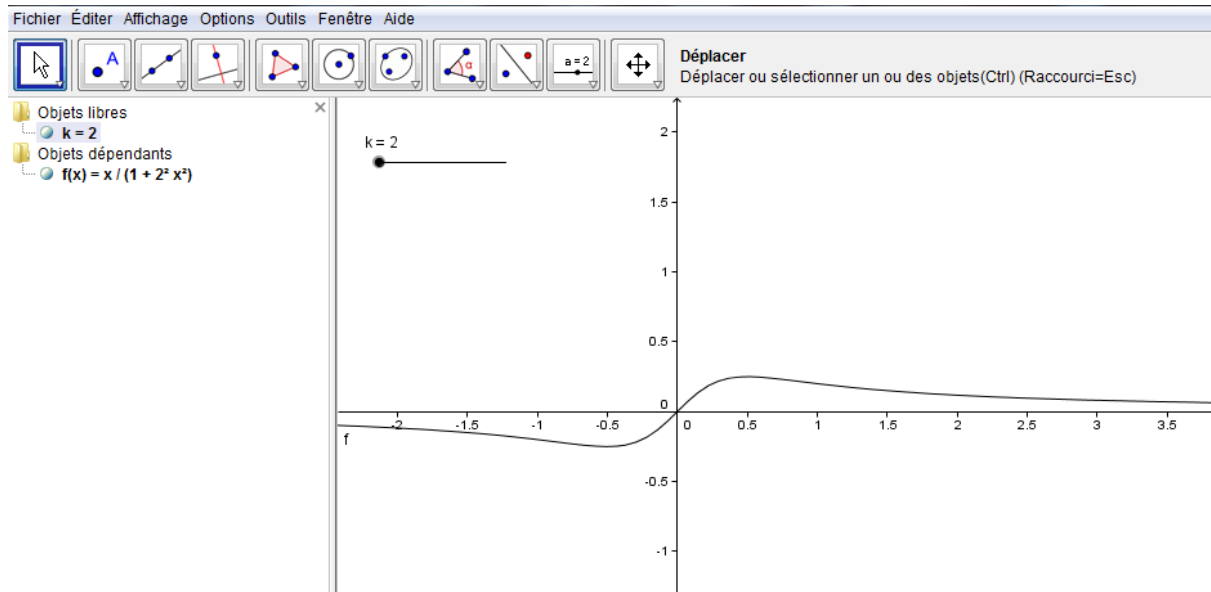 Fichier Éditer Affichage Options Outils Fenêtre Aide
A
α
a = 2
Déplacer
Déplacer ou sélectionner un ou des objets(Ctrl) (Raccourci=Esc)
Objets libres
k = 2
Objets dépendants
f(x) = x / (1 + 2² x²)
k = 2
2
1.5
1
0.5
0
-2 -1.5 -1 -0.5 0 0.5 1 1.5 2 2.5 3 3.5
f
-0.5
-1